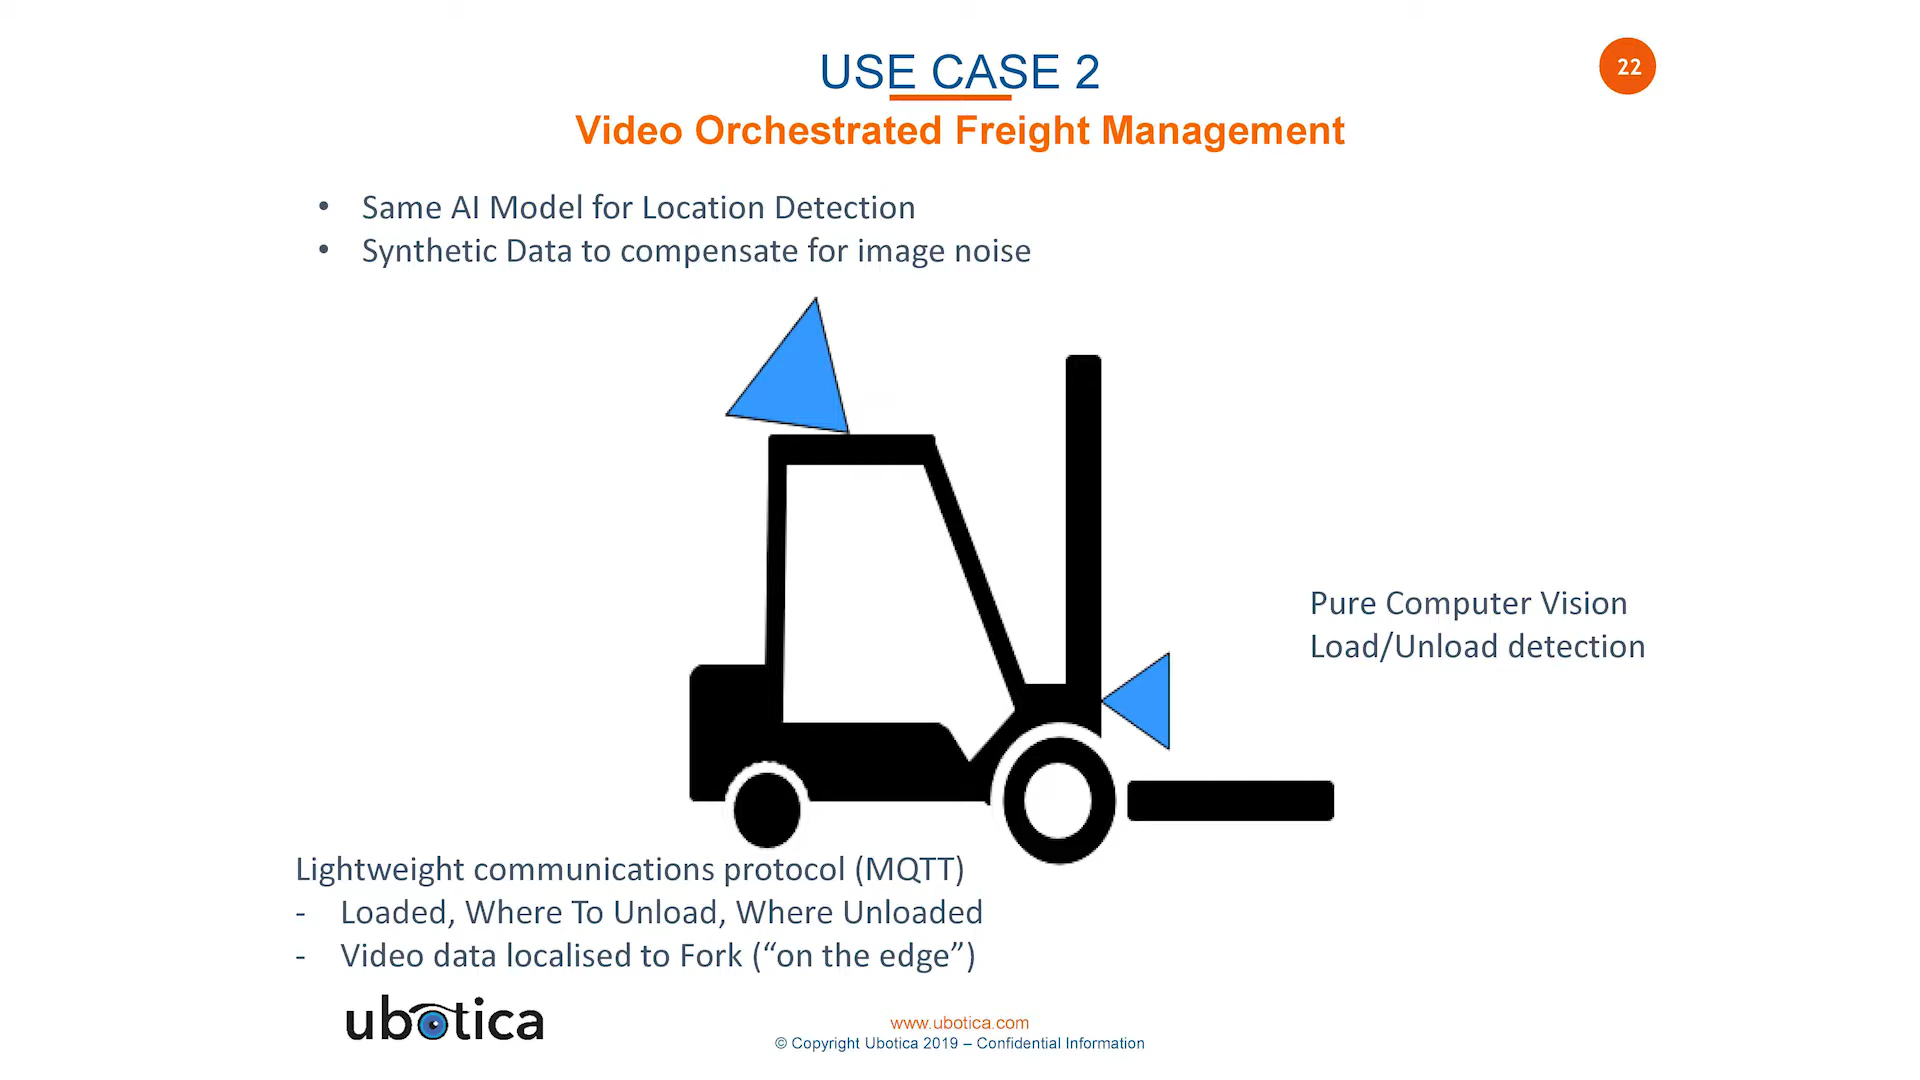 USE CASE 2
22
Video Orchestrated Freight Management
• Same AI Model for Location Detection
• Synthetic Data to compensate for image noise
Pure Computer Vision
Load/Unload detection
Lightweight communications protocol (MQTT)
- Loaded, Where To Unload, Where Unloaded
- Video data localised to Fork (“on the edge”)
ubotica
www.ubotica.com
© Copyright Ubotica 2019 – Confidential Information